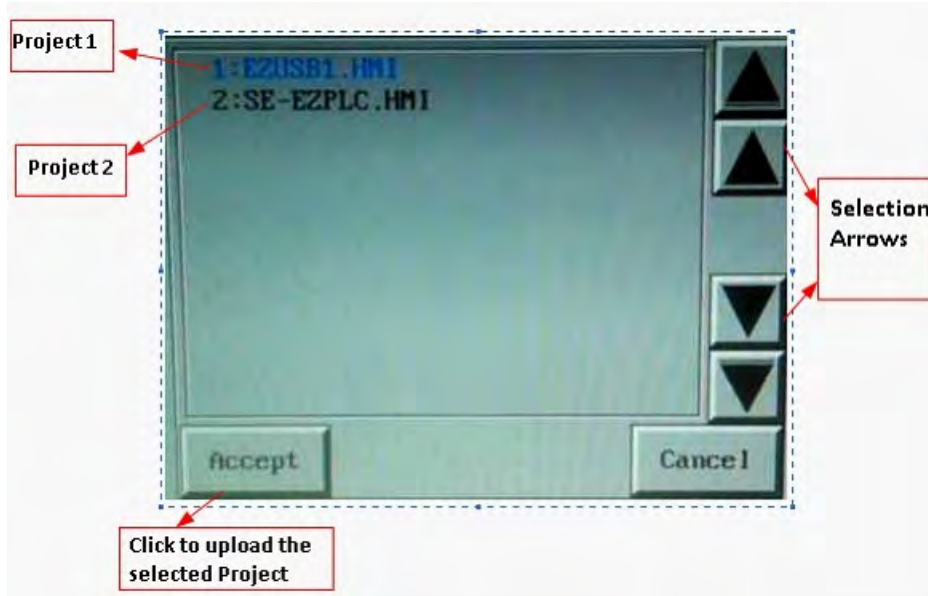 Project 1
1:EZUSB1.HMI
2:SE-EZPLC.HMI
Project 2
Selection
Arrows
Accept
Cancel
Click to upload the
selected Project